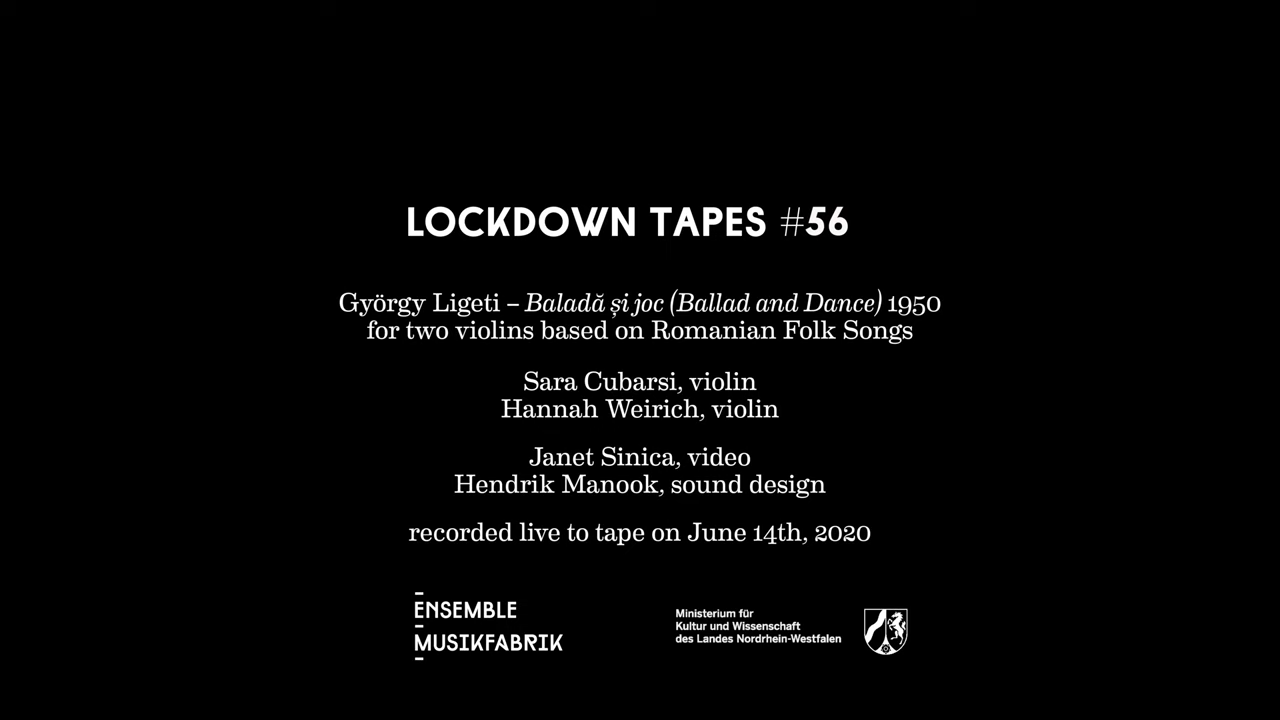 LOCKDOWN TAPES #56
György Ligeti – Baladă și joc (Ballad and Dance) 1950
for two violins based on Romanian Folk Songs
Sara Cubarsi, violin
Hannah Weirich, violin
Janet Sinica, video
Hendrik Manook, sound design
recorded live to tape on June 14th, 2020
ENSEMBLE
MUSIKFABRIK
Ministerium für
Kultur und Wissenschaft
des Landes Nordrhein-Westfalen